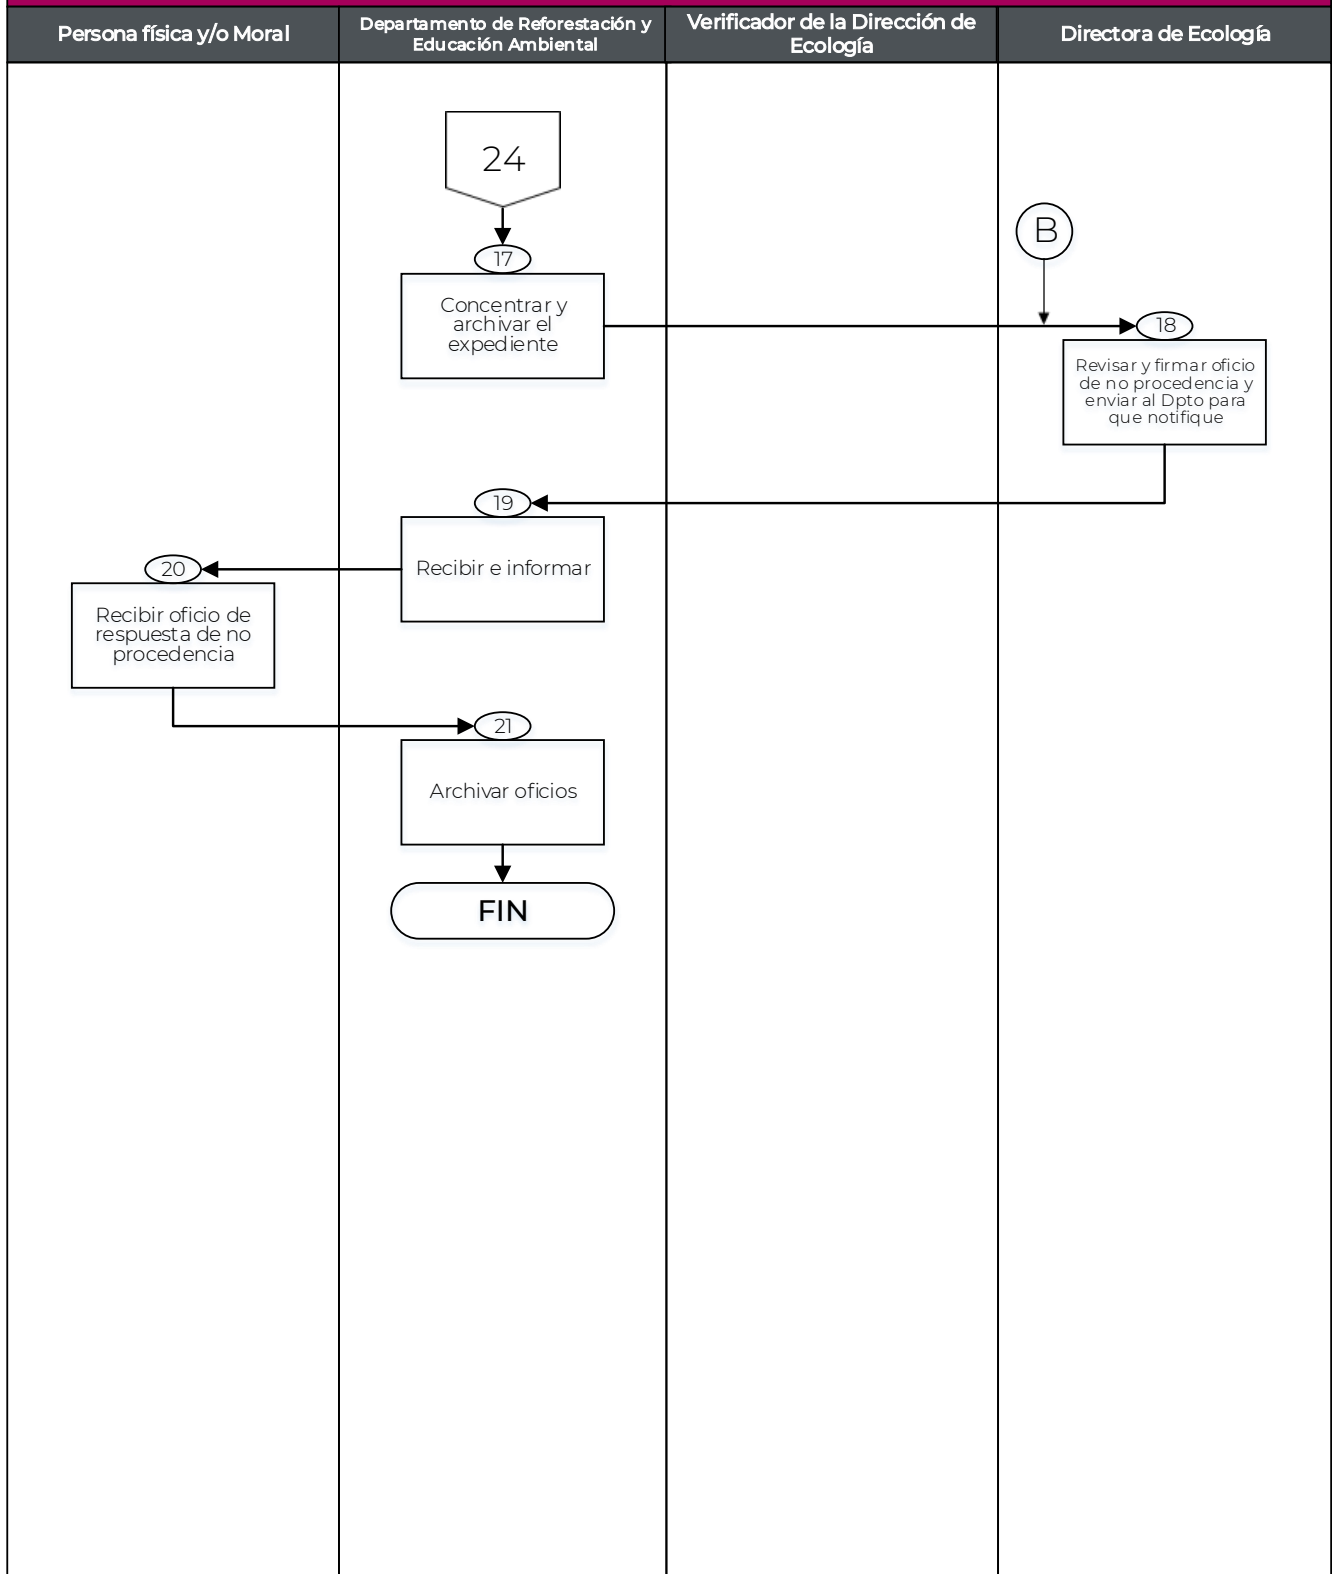 Persona física y/o Moral
Departamento de Reforestación y
Educación Ambiental
Verificador de la Dirección de
Ecología
Directora de Ecología
24
B
17
Concentrar y
archivar el
expediente
18
Revisar y firmar oficio
de no procedencia y
enviar al Dpto para
que notifique
19
Recibir e informar
20
Recibir oficio de
respuesta de no
procedencia
21
Archivar oficios
FIN